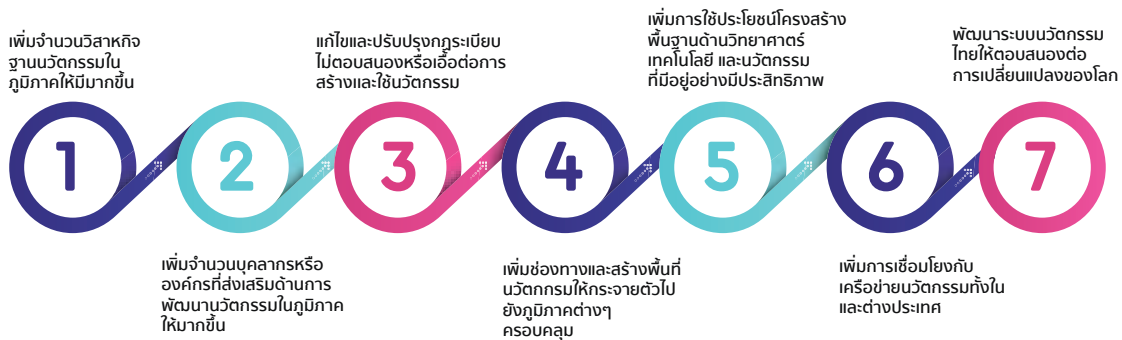 1
เพิ่มจำนวนวิสาหกิจ
ฐานนวัตกรรมใน
ภูมิภาคให้มีมากขึ้น
2
เพิ่มจำนวนบุคลากรหรือ
องค์กรที่ส่งเสริมด้านการ
พัฒนานวัตกรรมในภูมิภาค
ให้มากขึ้น
3
แก้ไขและปรับปรุงกฎระเบียบ
ไม่ตอบสนองหรือเอื้อต่อการ
สร้างและใช้นวัตกรรม
4
เพิ่มช่องทางและสร้างพื้นที่
นวัตกกรมให้กระจายตัวไป
ยังภูมิภาคต่างๆ
ครอบคลุม
5
เพิ่มการใช้ประโยชน์โครงสร้าง
พื้นฐานด้านวิทยาศาตร์
เทคโนโลยี และนวัตกรรม
ที่มีอยู่อย่างมีประสิทธิภาพ
6
เพิ่มการเชื่อมโยงกับ
เครือข่ายนวัตกรรมทั้งใน
และต่างประเทศ
7
พัฒนาระบบนวัตกรรม
ไทยให้ตอบสนองต่อ
การเปลี่ยนแปลงของโลก